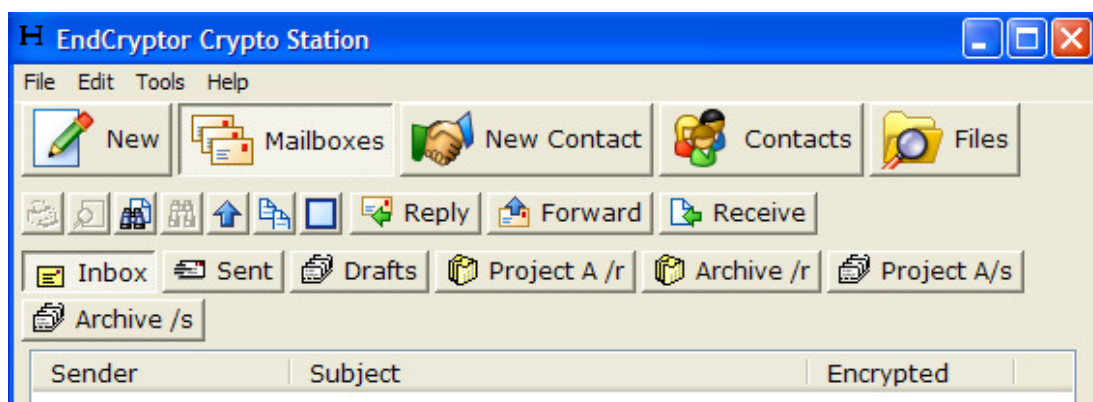 H EndCryptor Crypto Station
File Edit Tools Help
New Mailboxes New Contact Contacts Files
Reply Forward Receive
Inbox Sent Drafts Project A /r Archive /r Project A/s
Archive /s
Sender Subject Encrypted